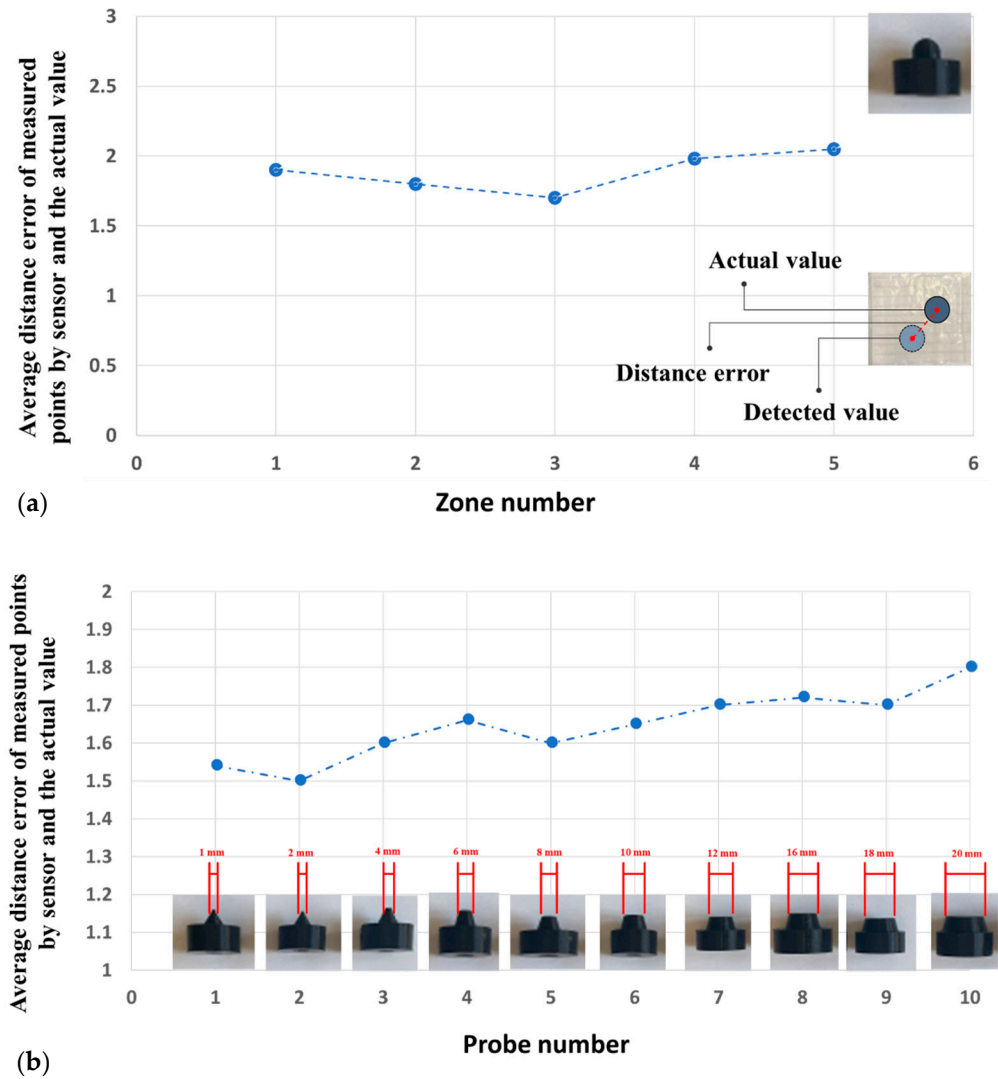 Average distance error of measured
points by sensor and the actual value
3
2.5
2
1.5
1
0.5
0
0 1 2 3 4 5 6
Actual value
Distance error
Detected value
Zone number
(a)
Average distance error of measured points
by sensor and the actual value
2
1.9
1.8
1.7
1.6
1.5
1.4
1.3
1.2
1.1
1
1 mm 2 mm 4 mm 6 mm 8 mm 10 mm 12 mm 16 mm 18 mm 20 mm
0 1 2 3 4 5 6 7 8 9 10
Probe number
(b)